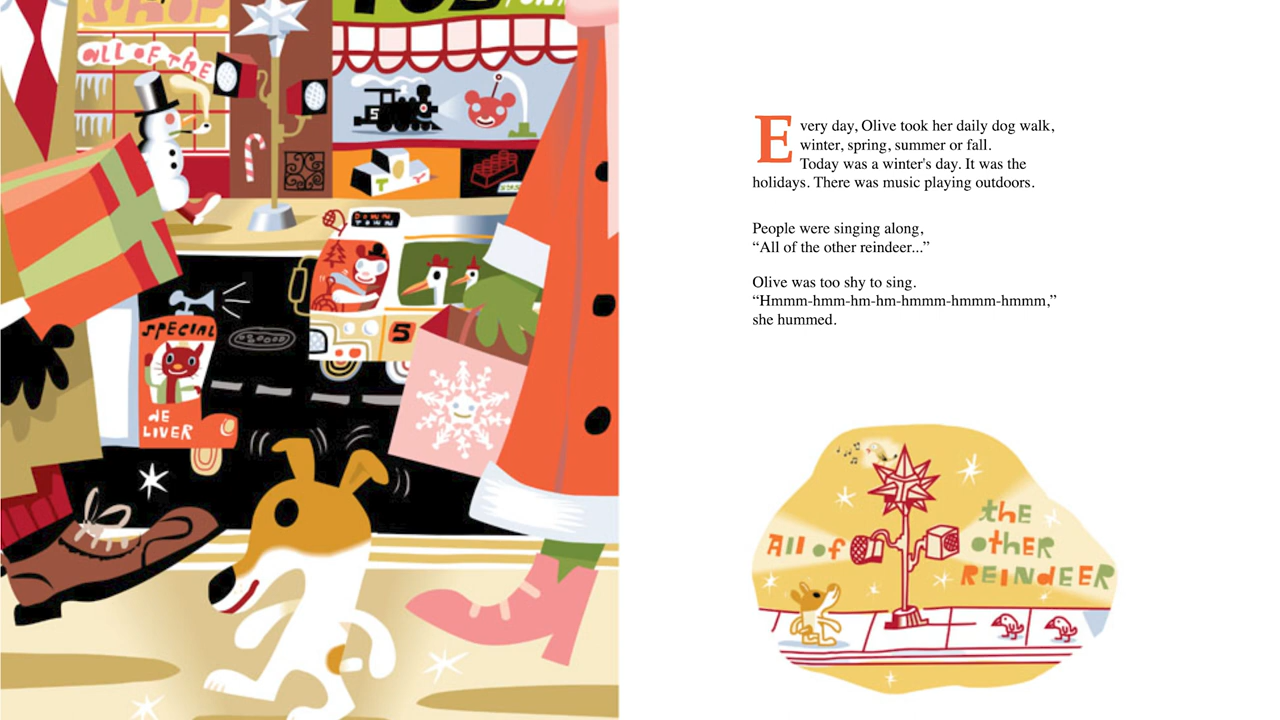 SHOP
all of the
5
T Y
DOWN
TOWN
5
SPECIAL
dE
LIVER
Every day, Olive took her daily dog walk,
winter, spring, summer or fall.
Today was a winter's day. It was the
holidays. There was music playing outdoors.
People were singing along,
“All of the other reindeer...”
Olive was too shy to sing.
“Hmmm-hmm-hm-hm-hmmm-hmmm-hmmm,”
she hummed.
All of
thE
othER
REINdEER